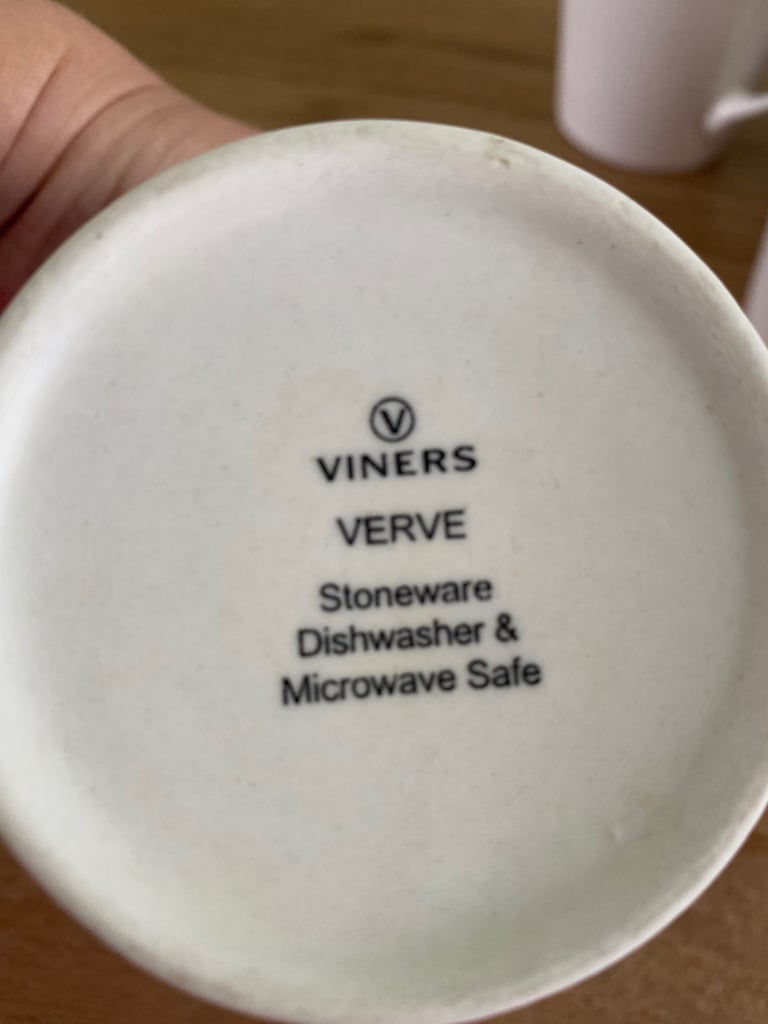 V
VINERS
VERVE
Stoneware
Dishwasher &
Microwave Safe